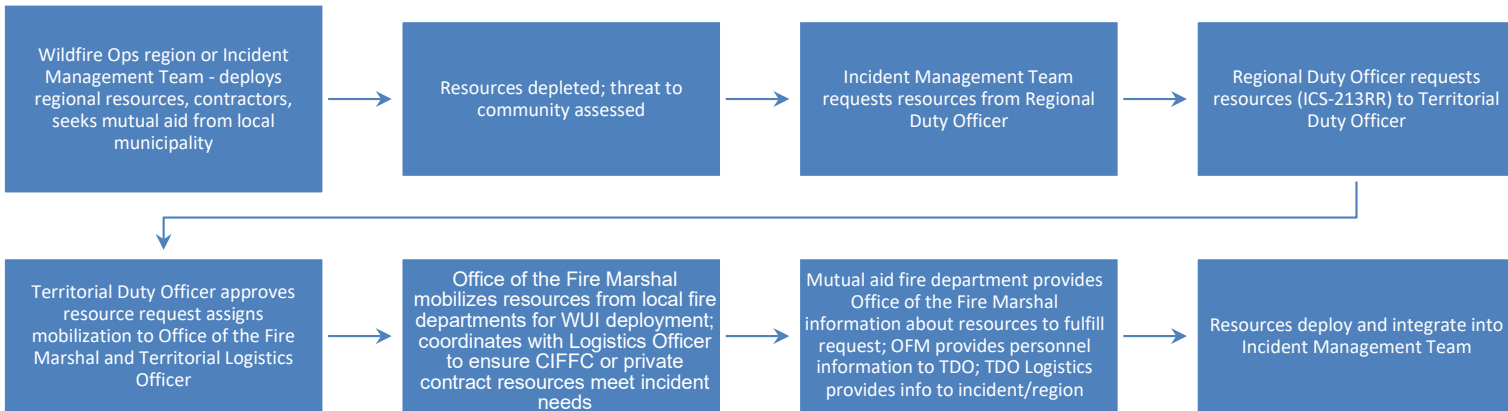 Wildfire Ops region or Incident
Management Team - deploys
regional resources, contractors,
seeks mutual aid from local
municipality
Resources depleted; threat to
community assessed
Incident Management Team
requests resources from Regional
Duty Officer
Regional Duty Officer requests
resources (ICS-213RR) to Territorial
Duty Officer
Territorial Duty Officer approves
resource request assigns
mobilization to Office of the Fire
Marshal and Territorial Logistics
Officer
Office of the Fire Marshal
mobilizes resources from local fire
departments for WUI deployment;
coordinates with Logistics Officer
to ensure CIFFC or private
contract resources meet incident
needs
Mutual aid fire department provides
Office of the Fire Marshal
information about resources to fulfill
request; OFM provides personnel
information to TDO; TDO Logistics
provides info to incident/region
Resources deploy and integrate into
Incident Management Team